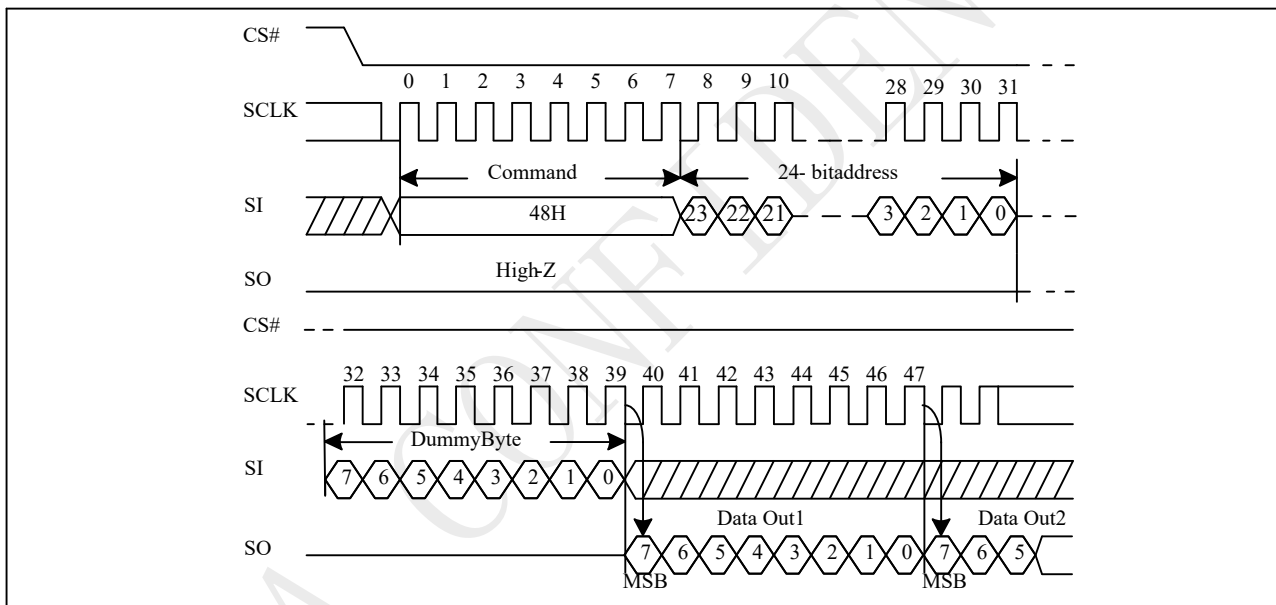 CS#
0 1 2 3 4 5 6 7 8 9 10 28 29 30 31
SCLK
Command 24- bitaddress
SI 48H 23 22 21 3 2 1 0
High-Z
SO
CS#
32 33 34 35 36 37 38 39 40 41 42 43 44 45 46 47
SCLK
DummyByte
SI 7 6 5 4 3 2 1 0
Data Out1 Data Out2
SO 7 6 5 4 3 2 1 0 7 6 5
MSB MSB
CONFIDEN
A